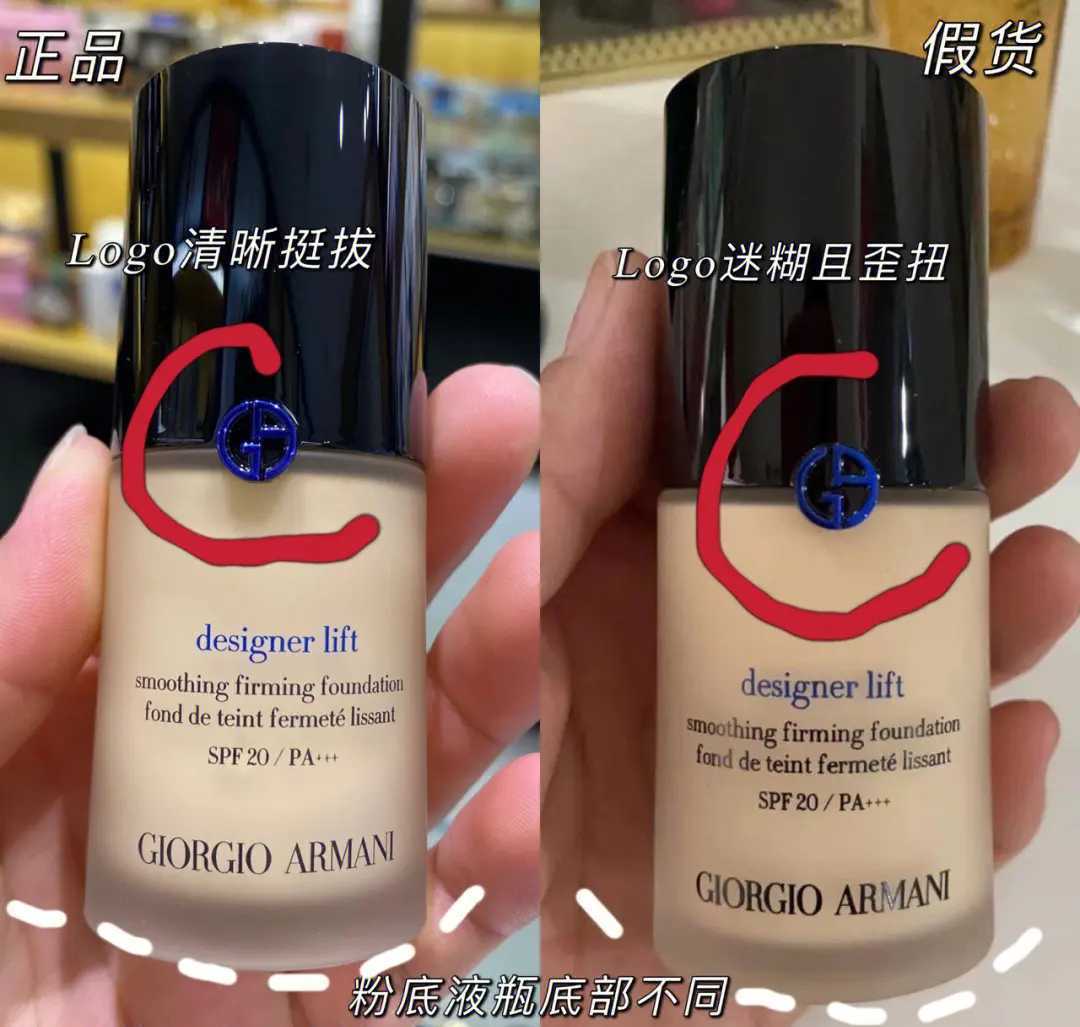 正品
Logo清晰挺拔
GA
designer lift
smoothing firming foundation
fond de teint fermeté lissant
SPF 20 / PA+++
GIORGIO ARMANI
假货
Logo迷糊且歪扭
GA
designer lift
smoothing firming foundation
fond de teint fermeté lissant
SPF 20 / PA+++
GIORGIO ARMANI
粉底液瓶底部不同